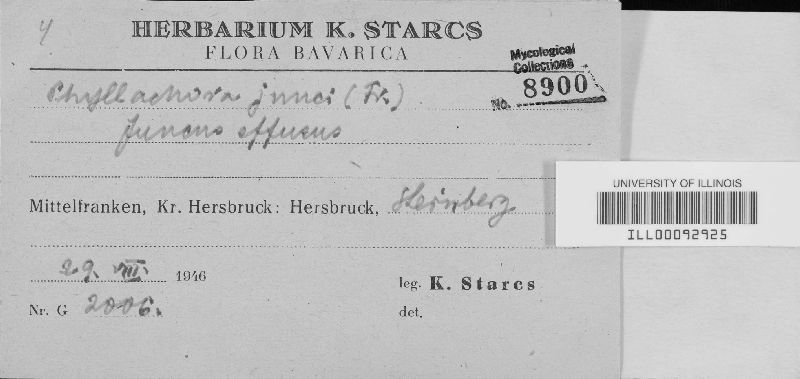 4
HERBARIUM K. STARCS
FLORA BAVARICA
Mycological
Collections
No. 8900
Phyllachora junci (Fr.)
Juncus effusus
Mittelfranken, Kr. Hersbruck: Hersbruck, Steinberg
UNIVERSITY OF ILLINOIS
ILL00092925
29. VIII. 1946
leg. K. Starcs
Nr. G 2006.
det.